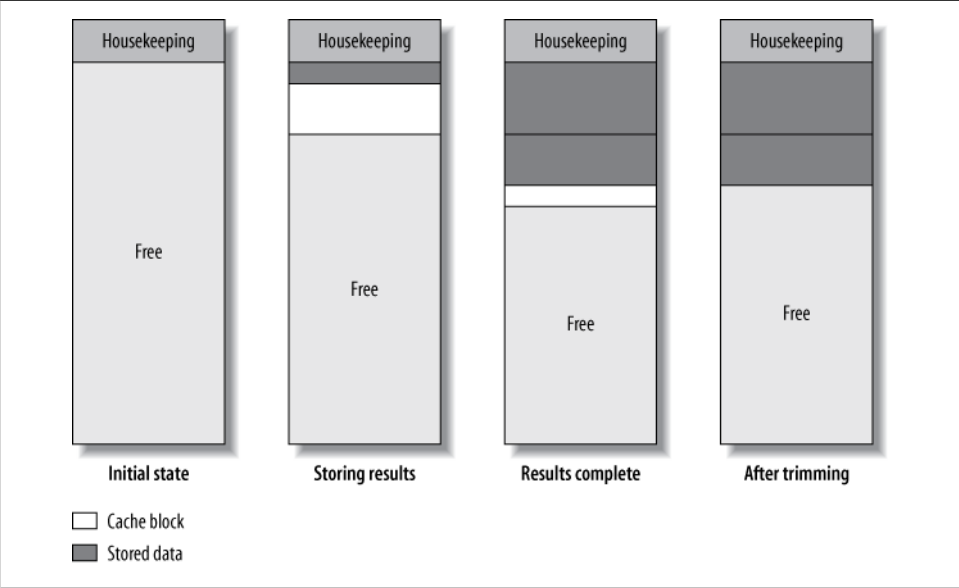 Housekeeping
Housekeeping
Housekeeping
Housekeeping
Free
Free
Free
Free
Initial state
Storing results
Results complete
After trimming
Cache block
Stored data